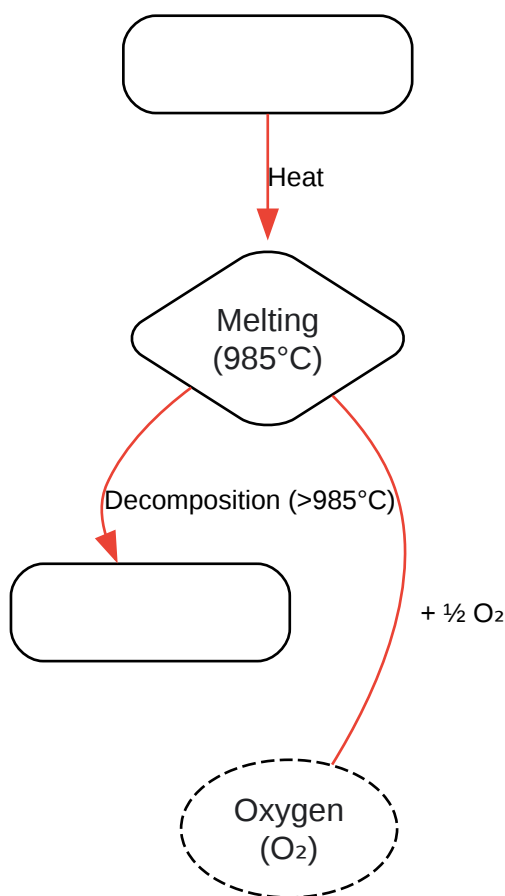 Heat
Melting
(985°C)
Decomposition (>985°C)
+ ½ O₂
Oxygen
(O₂)